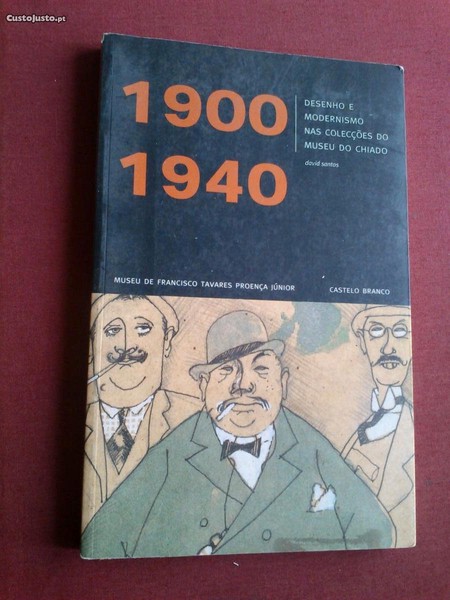 CustoJusto.pt
1900
1940
DESENHO E
MODERNISMO
NAS COLECÇÕES DO
MUSEU DO CHIADO
david santos
MUSEU DE FRANCISCO TAVARES PROENÇA JÚNIOR
CASTELO BRANCO